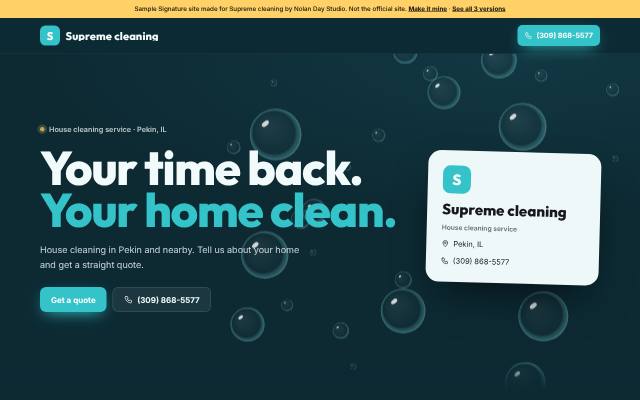 Sample Signature site made for Supreme cleaning by Nolan Day Studio. Not the official site. Make it mine · See all 3 versions
S Supreme cleaning
(309) 868-5577
House cleaning service · Pekin, IL
Your time back.
Your home clean.
House cleaning in Pekin and nearby. Tell us about your home
and get a straight quote.
Get a quote
(309) 868-5577
S
Supreme cleaning
House cleaning service
Pekin, IL
(309) 868-5577